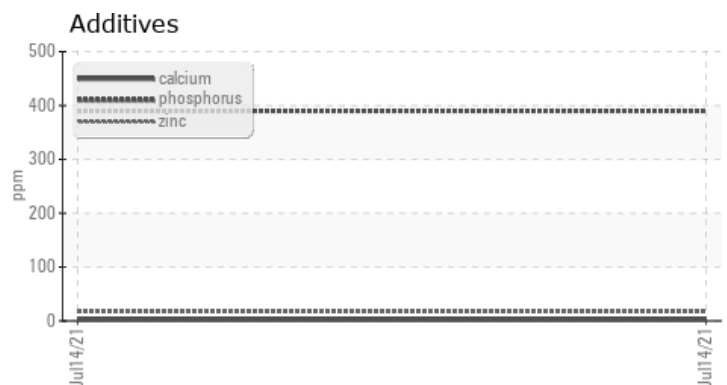 Additives
500
400
300
200
100
0
ppm
calcium
phosphorus
zinc
Jul14/21
Jul14/21